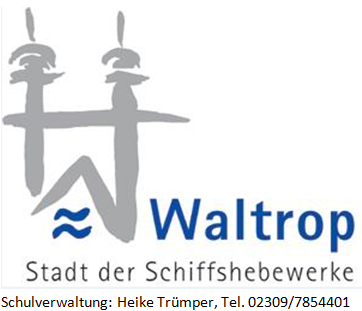 Waltrop
Stadt der Schiffshebewerke
Schulverwaltung: Heike Trümper, Tel. 02309/7854401